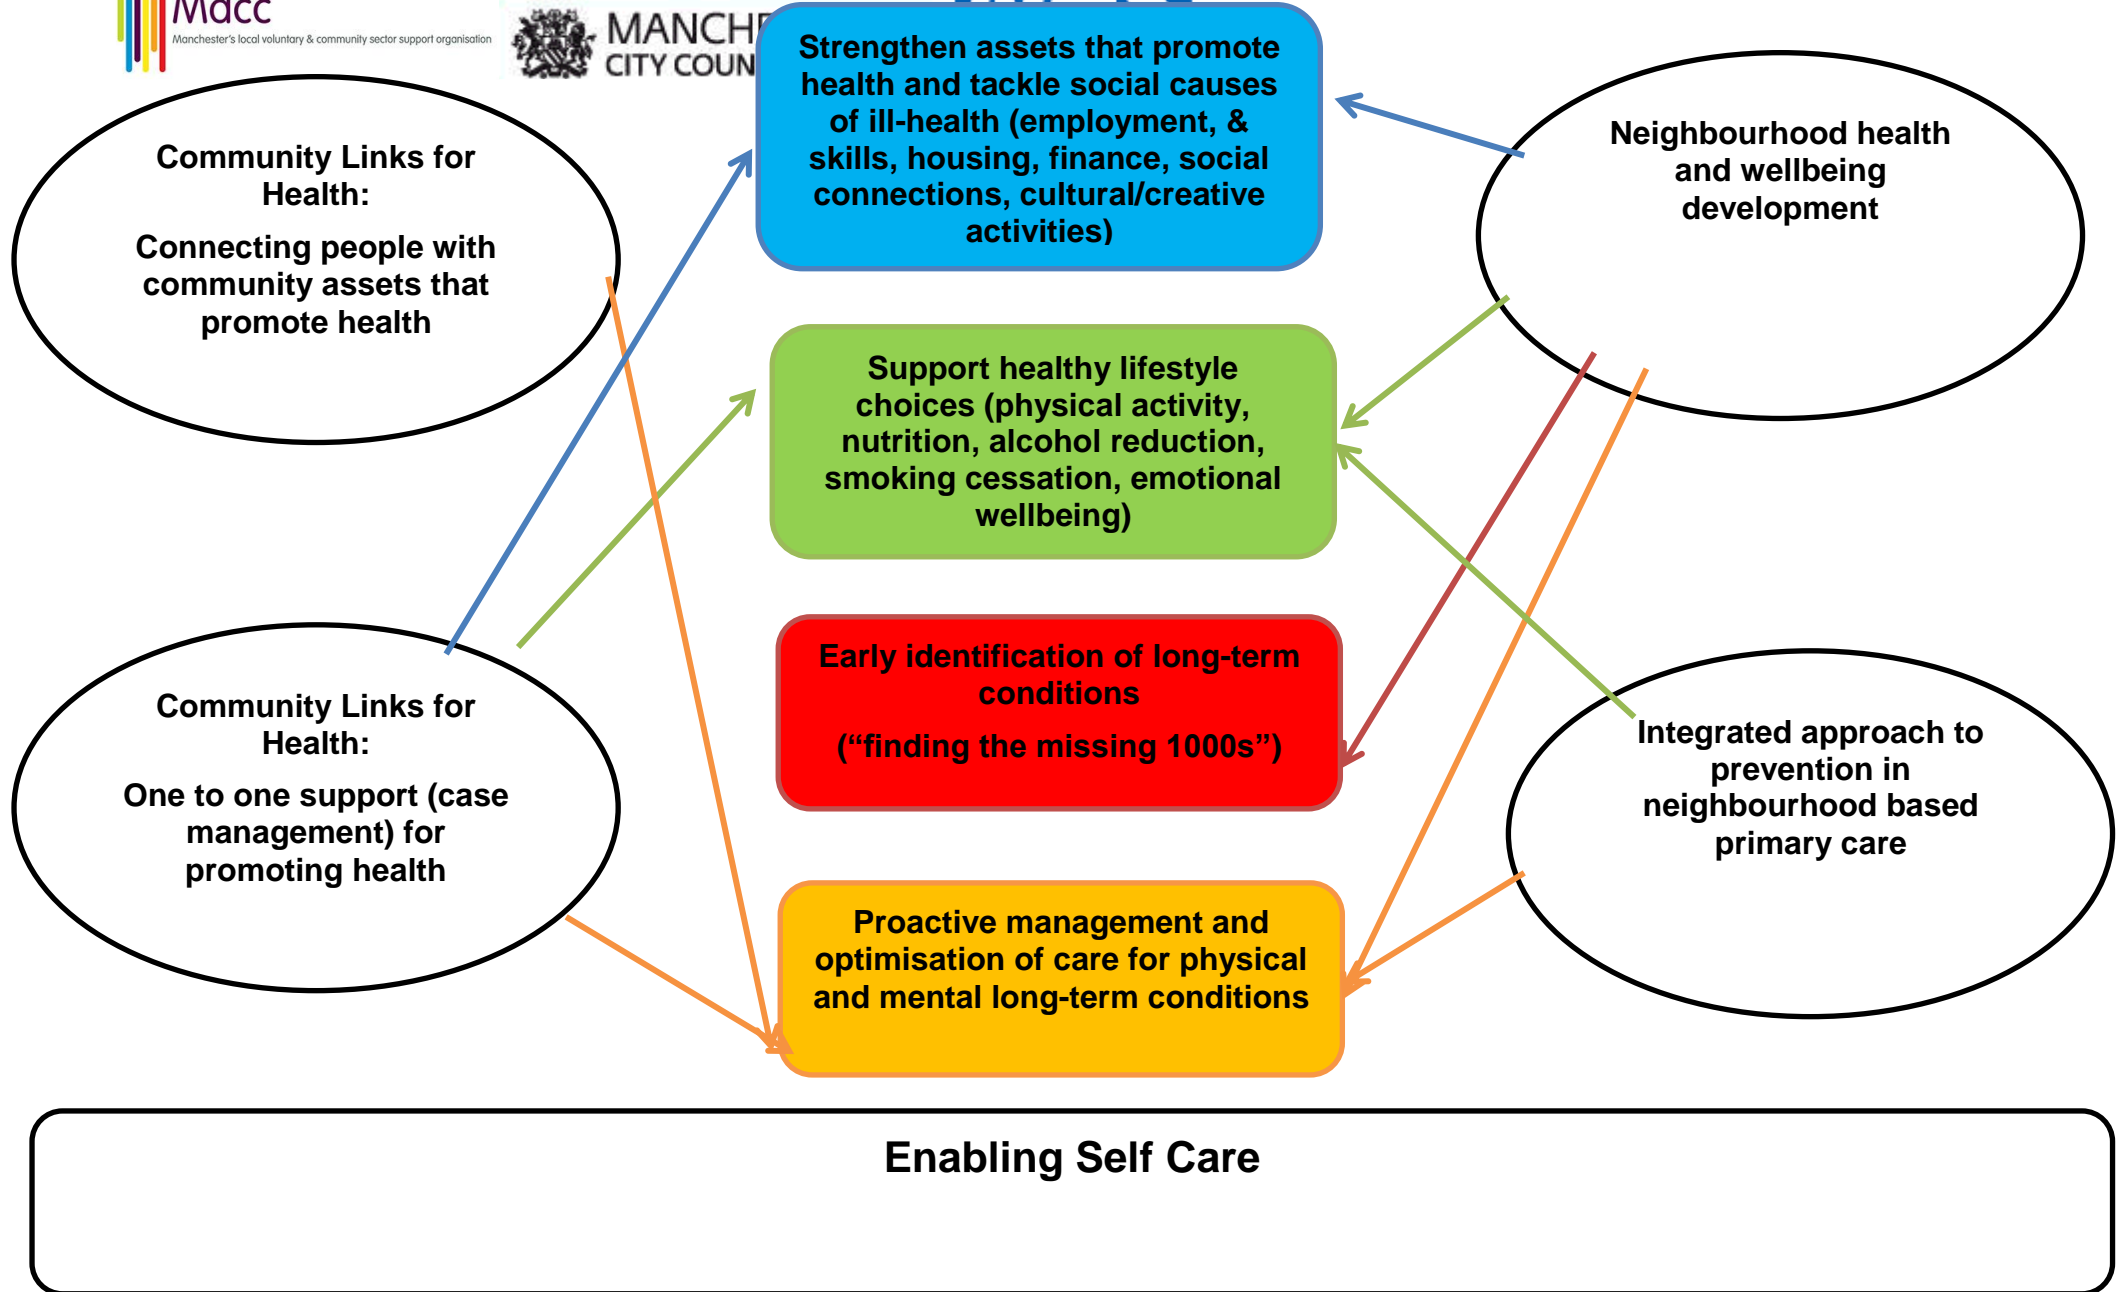 Macc
Manchester's local voluntary & community sector support organisation
CITY COUN
Strengthen assets that promote
health and tackle social causes
of ill-health (employment, &
skills, housing, finance, social
connections, cultural/creative
activities)
Neighbourhood health
and wellbeing
development
Community Links for
Health:
Connecting people with
community assets that
promote health
Support healthy lifestyle
choices (physical activity,
nutrition, alcohol reduction,
smoking cessation, emotional
wellbeing)
Early identification of long-term
conditions
(“finding the missing 1000s”)
Community Links for
Health:
One to one support (case
management) for
promoting health
Integrated approach to
prevention in
neighbourhood based
primary care
Proactive management and
optimisation of care for physical
and mental long-term conditions
Enabling Self Care